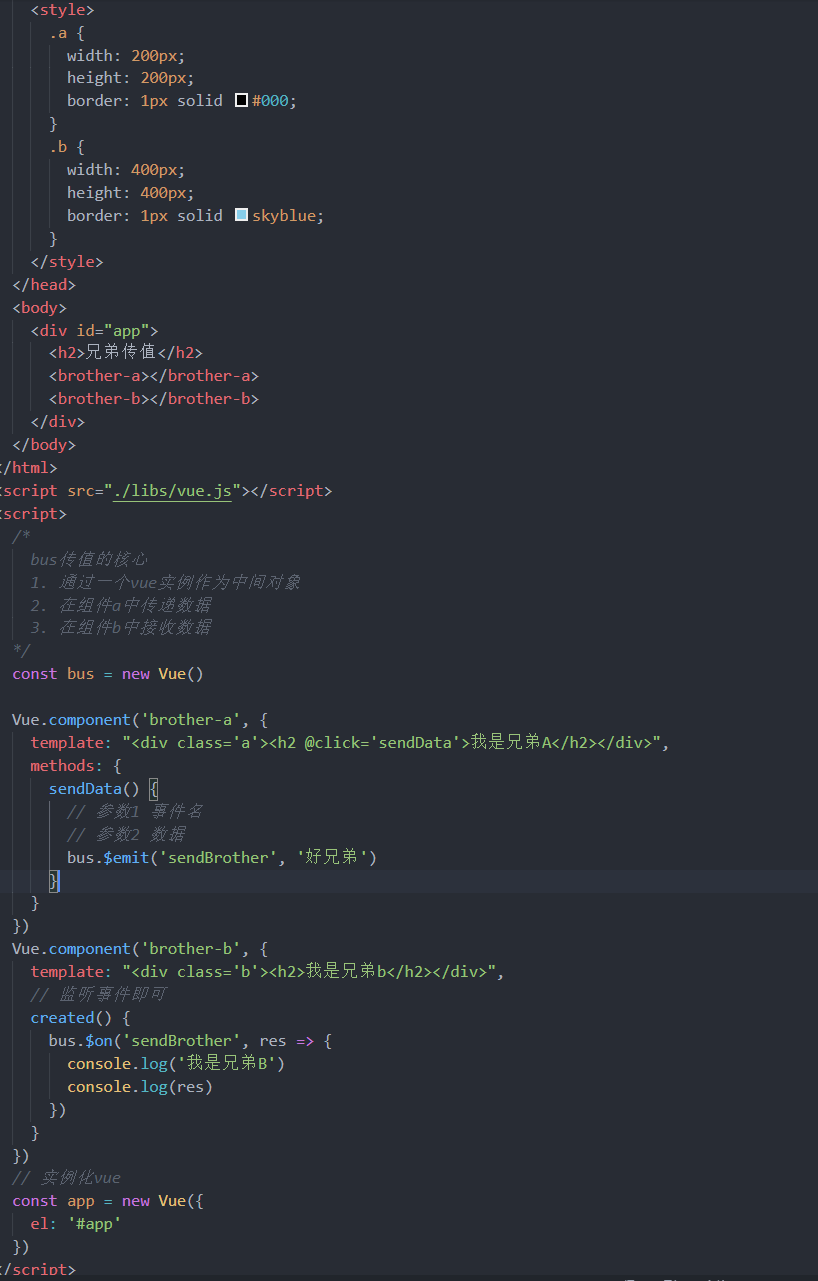 <style>
.a {
width: 200px;
height: 200px;
border: 1px solid #000;
}
.b {
width: 400px;
height: 400px;
border: 1px solid skyblue;
}
</style>
</head>
<body>
<div id="app">
<h2>兄弟传值</h2>
<brother-a></brother-a>
<brother-b></brother-b>
</div>
</body>
</html>
<script src="./libs/vue.js"></script>
<script>
/*
bus传值的核心
1. 通过一个vue实例作为中间对象
2. 在组件a中传递数据
3. 在组件b中接收数据
*/
const bus = new Vue()
Vue.component('brother-a', {
template: "<div class='a'><h2 @click='sendData'>我是兄弟A</h2></div>",
methods: {
sendData() {
// 参数1 事件名
// 参数2 数据
bus.$emit('sendBrother', '好兄弟')
}
}
})
Vue.component('brother-b', {
template: "<div class='b'><h2>我是兄弟b</h2></div>",
// 监听事件即可
created() {
bus.$on('sendBrother', res => {
console.log('我是兄弟B')
console.log(res)
})
}
})
// 实例化vue
const app = new Vue({
el: '#app'
})
</script>